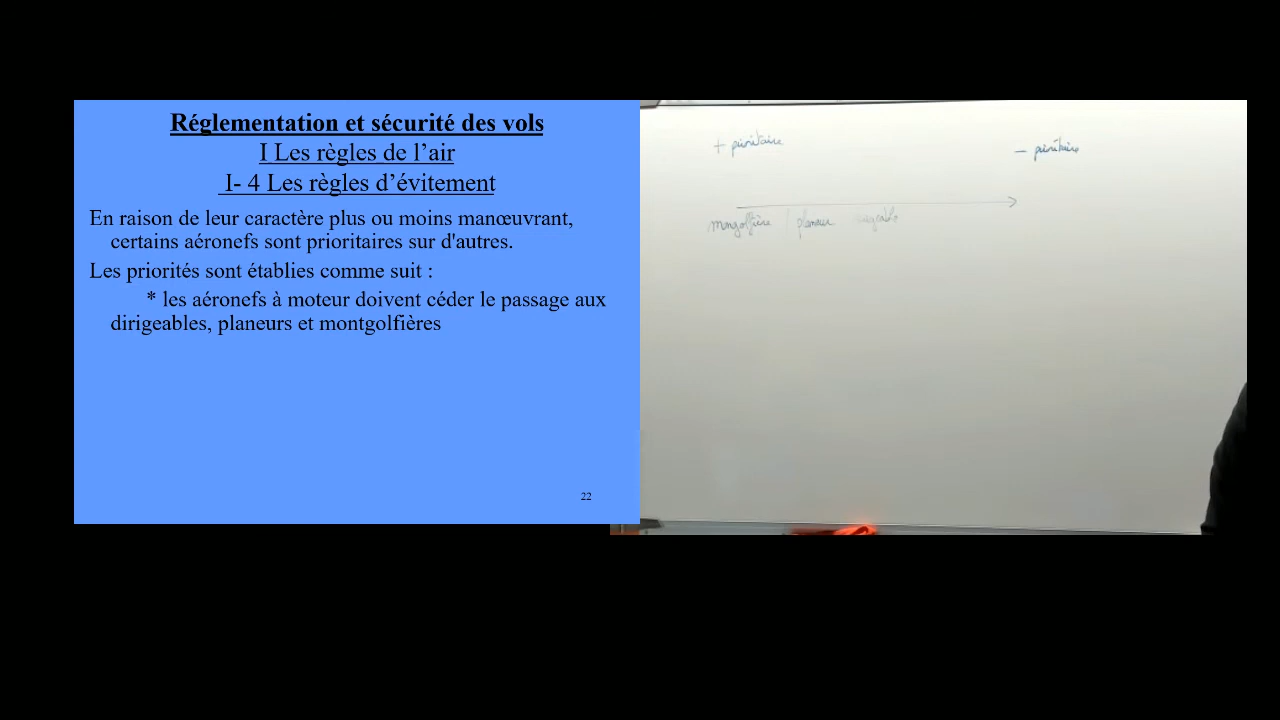 Réglementation et sécurité des vols
I Les règles de l’air
I- 4 Les règles d’évitement
En raison de leur caractère plus ou moins manœuvrant,
certains aéronefs sont prioritaires sur d'autres.
Les priorités sont établies comme suit :
* les aéronefs à moteur doivent céder le passage aux
dirigeables, planeurs et montgolfières
22
+ prioritaire
— prioritaire
mongolfière / planeur